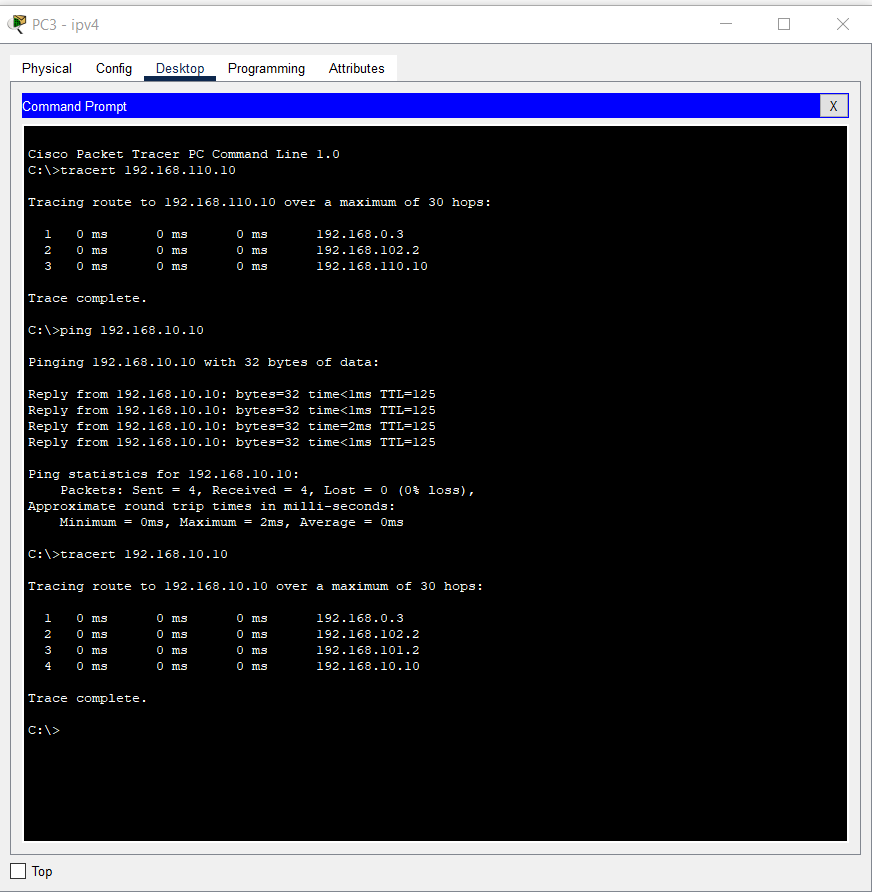 PC3 - ipv4
Physical Config Desktop Programming Attributes
Command Prompt X
Cisco Packet Tracer PC Command Line 1.0
C:\>tracert 192.168.110.10
Tracing route to 192.168.110.10 over a maximum of 30 hops:
1 0 ms 0 ms 0 ms 192.168.0.3
2 0 ms 0 ms 0 ms 192.168.102.2
3 0 ms 0 ms 0 ms 192.168.110.10
Trace complete.
C:\>ping 192.168.10.10
Pinging 192.168.10.10 with 32 bytes of data:
Reply from 192.168.10.10: bytes=32 time<1ms TTL=125
Reply from 192.168.10.10: bytes=32 time<1ms TTL=125
Reply from 192.168.10.10: bytes=32 time=2ms TTL=125
Reply from 192.168.10.10: bytes=32 time<1ms TTL=125
Ping statistics for 192.168.10.10:
Packets: Sent = 4, Received = 4, Lost = 0 (0% loss),
Approximate round trip times in milli-seconds:
Minimum = 0ms, Maximum = 2ms, Average = 0ms
C:\>tracert 192.168.10.10
Tracing route to 192.168.10.10 over a maximum of 30 hops:
1 0 ms 0 ms 0 ms 192.168.0.3
2 0 ms 0 ms 0 ms 192.168.102.2
3 0 ms 0 ms 0 ms 192.168.101.2
4 0 ms 0 ms 0 ms 192.168.10.10
Trace complete.
C:\>
Top